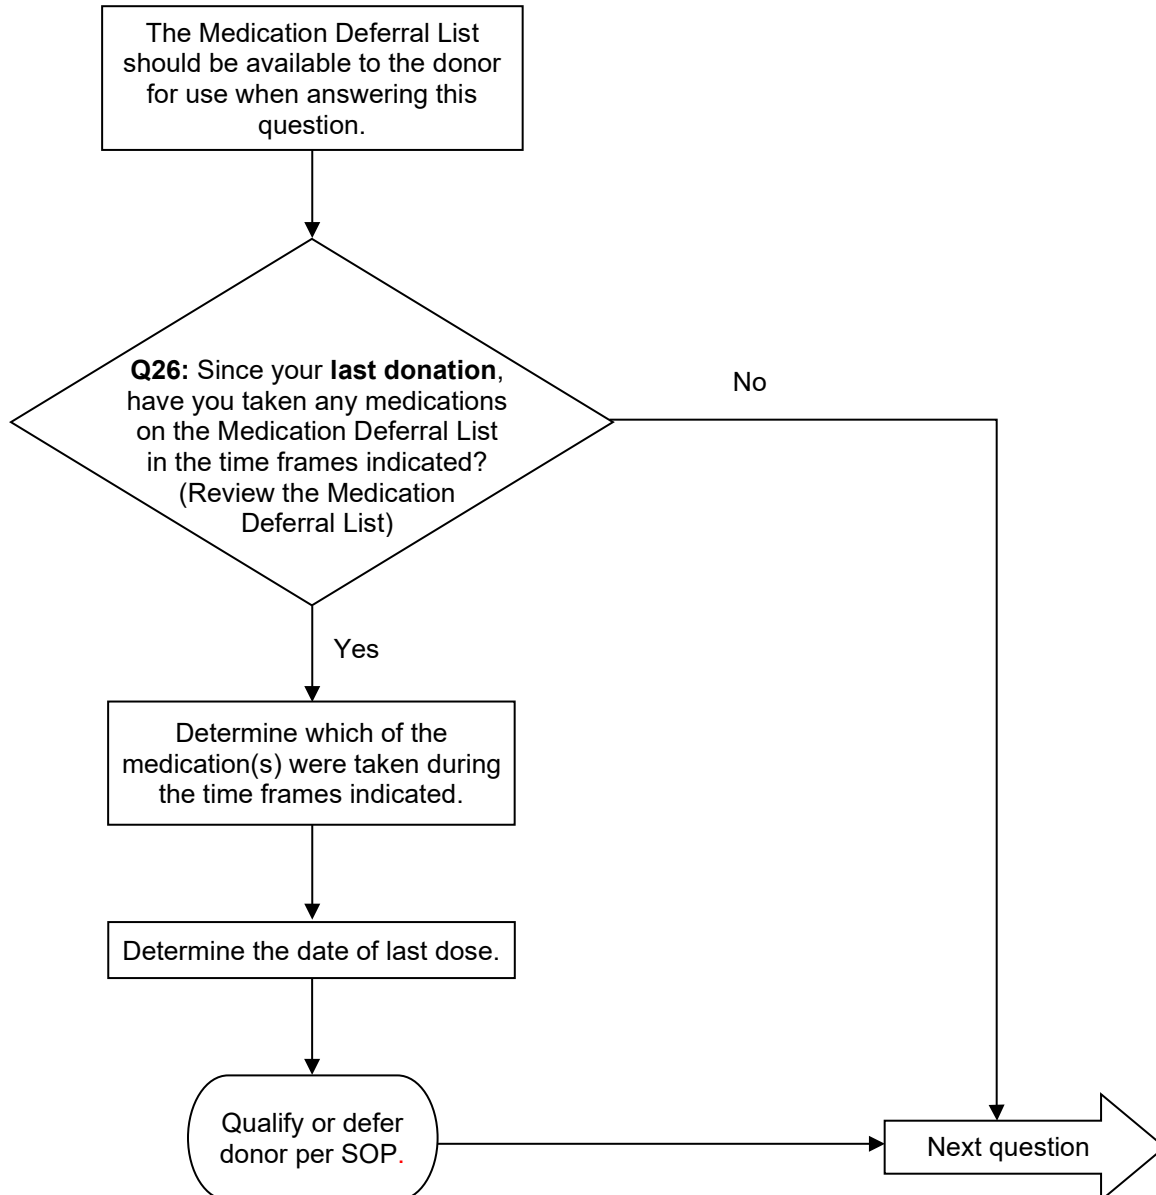 The Medication Deferral List
should be available to the donor
for use when answering this
question.
Q26: Since your last donation,
have you taken any medications
on the Medication Deferral List
in the time frames indicated?
(Review the Medication
Deferral List)
No
Yes
Determine which of the
medication(s) were taken during
the time frames indicated.
Determine the date of last dose.
Qualify or defer
donor per SOP.
Next question